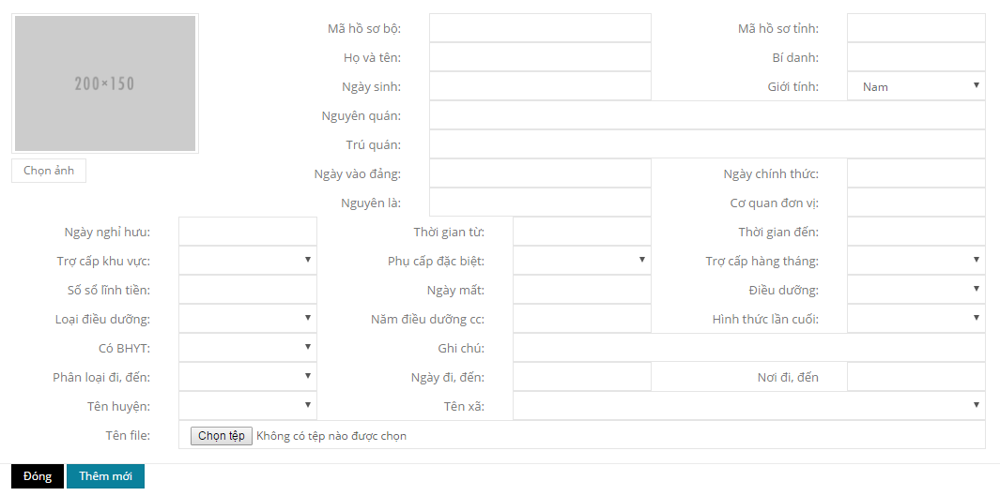 200×150
Chọn ảnh
Mã hồ sơ bộ: Mã hồ sơ tỉnh:
Họ và tên: Bí danh:
Ngày sinh: Giới tính: Nam
Nguyên quán:
Trú quán:
Ngày vào đảng: Ngày chính thức:
Nguyên là: Cơ quan đơn vị:
Ngày nghỉ hưu: Thời gian từ: Thời gian đến:
Trợ cấp khu vực: Phụ cấp đặc biệt: Trợ cấp hàng tháng:
Số sổ lĩnh tiền: Ngày mất: Điều dưỡng:
Loại điều dưỡng: Năm điều dưỡng cc: Hình thức lần cuối:
Có BHYT: Ghi chú:
Phân loại đi, đến: Ngày đi, đến: Nơi đi, đến
Tên huyện: Tên xã:
Tên file: Chọn tệp Không có tệp nào được chọn
Đóng Thêm mới